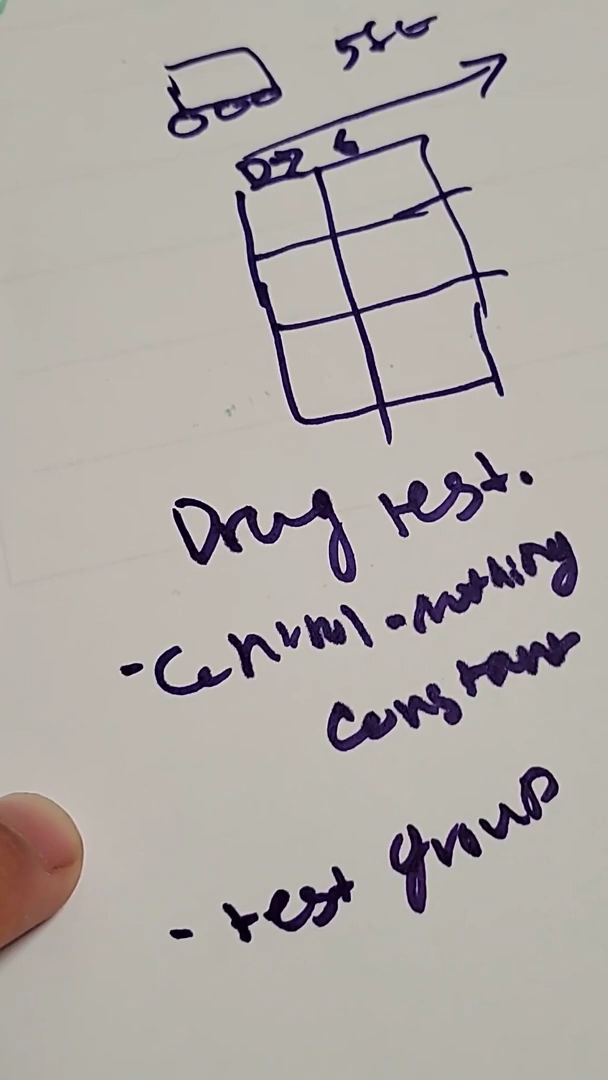 Drug test.
- Control - nothing
constant
- test group